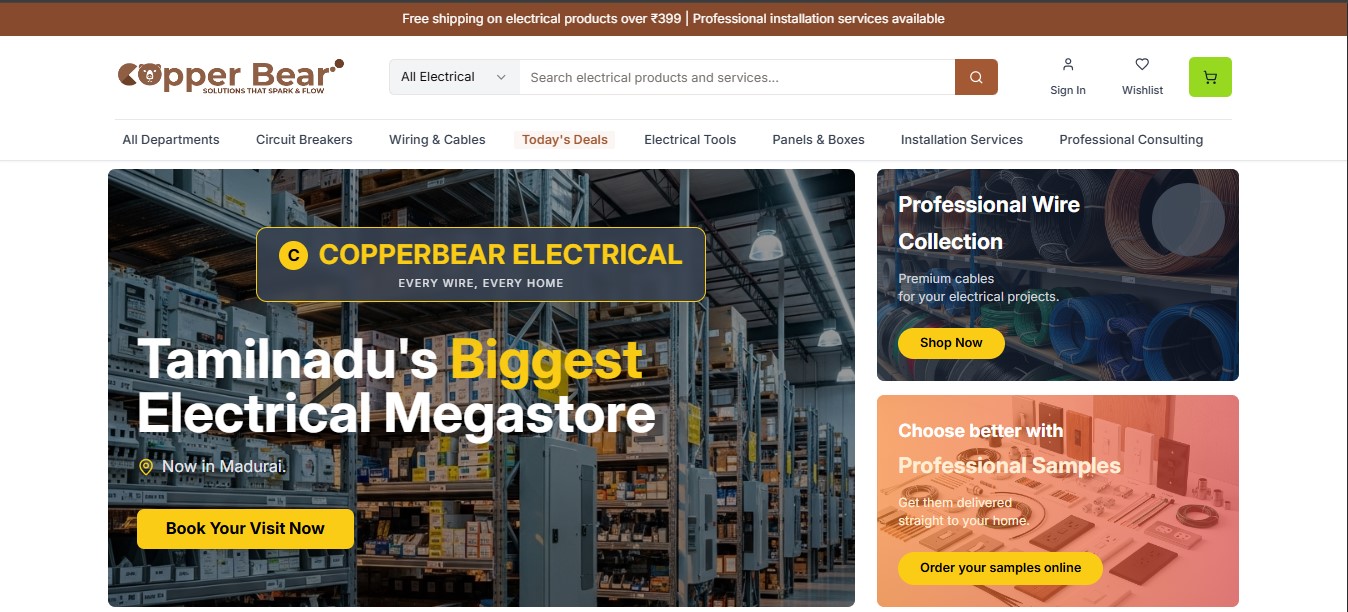 Free shipping on electrical products over ₹399 | Professional installation services available
Copper Bear
SOLUTIONS THAT SPARK & FLOW
All Electrical
Search electrical products and services...
Sign In
Wishlist
All Departments
Circuit Breakers
Wiring & Cables
Today's Deals
Electrical Tools
Panels & Boxes
Installation Services
Professional Consulting
C COPPERBEAR ELECTRICAL
EVERY WIRE, EVERY HOME
Tamilnadu's Biggest
Electrical Megastore
Now in Madurai.
Book Your Visit Now
Professional Wire
Collection
Premium cables
for your electrical projects.
Shop Now
Choose better with
Professional Samples
Get them delivered
straight to your home.
Order your samples online